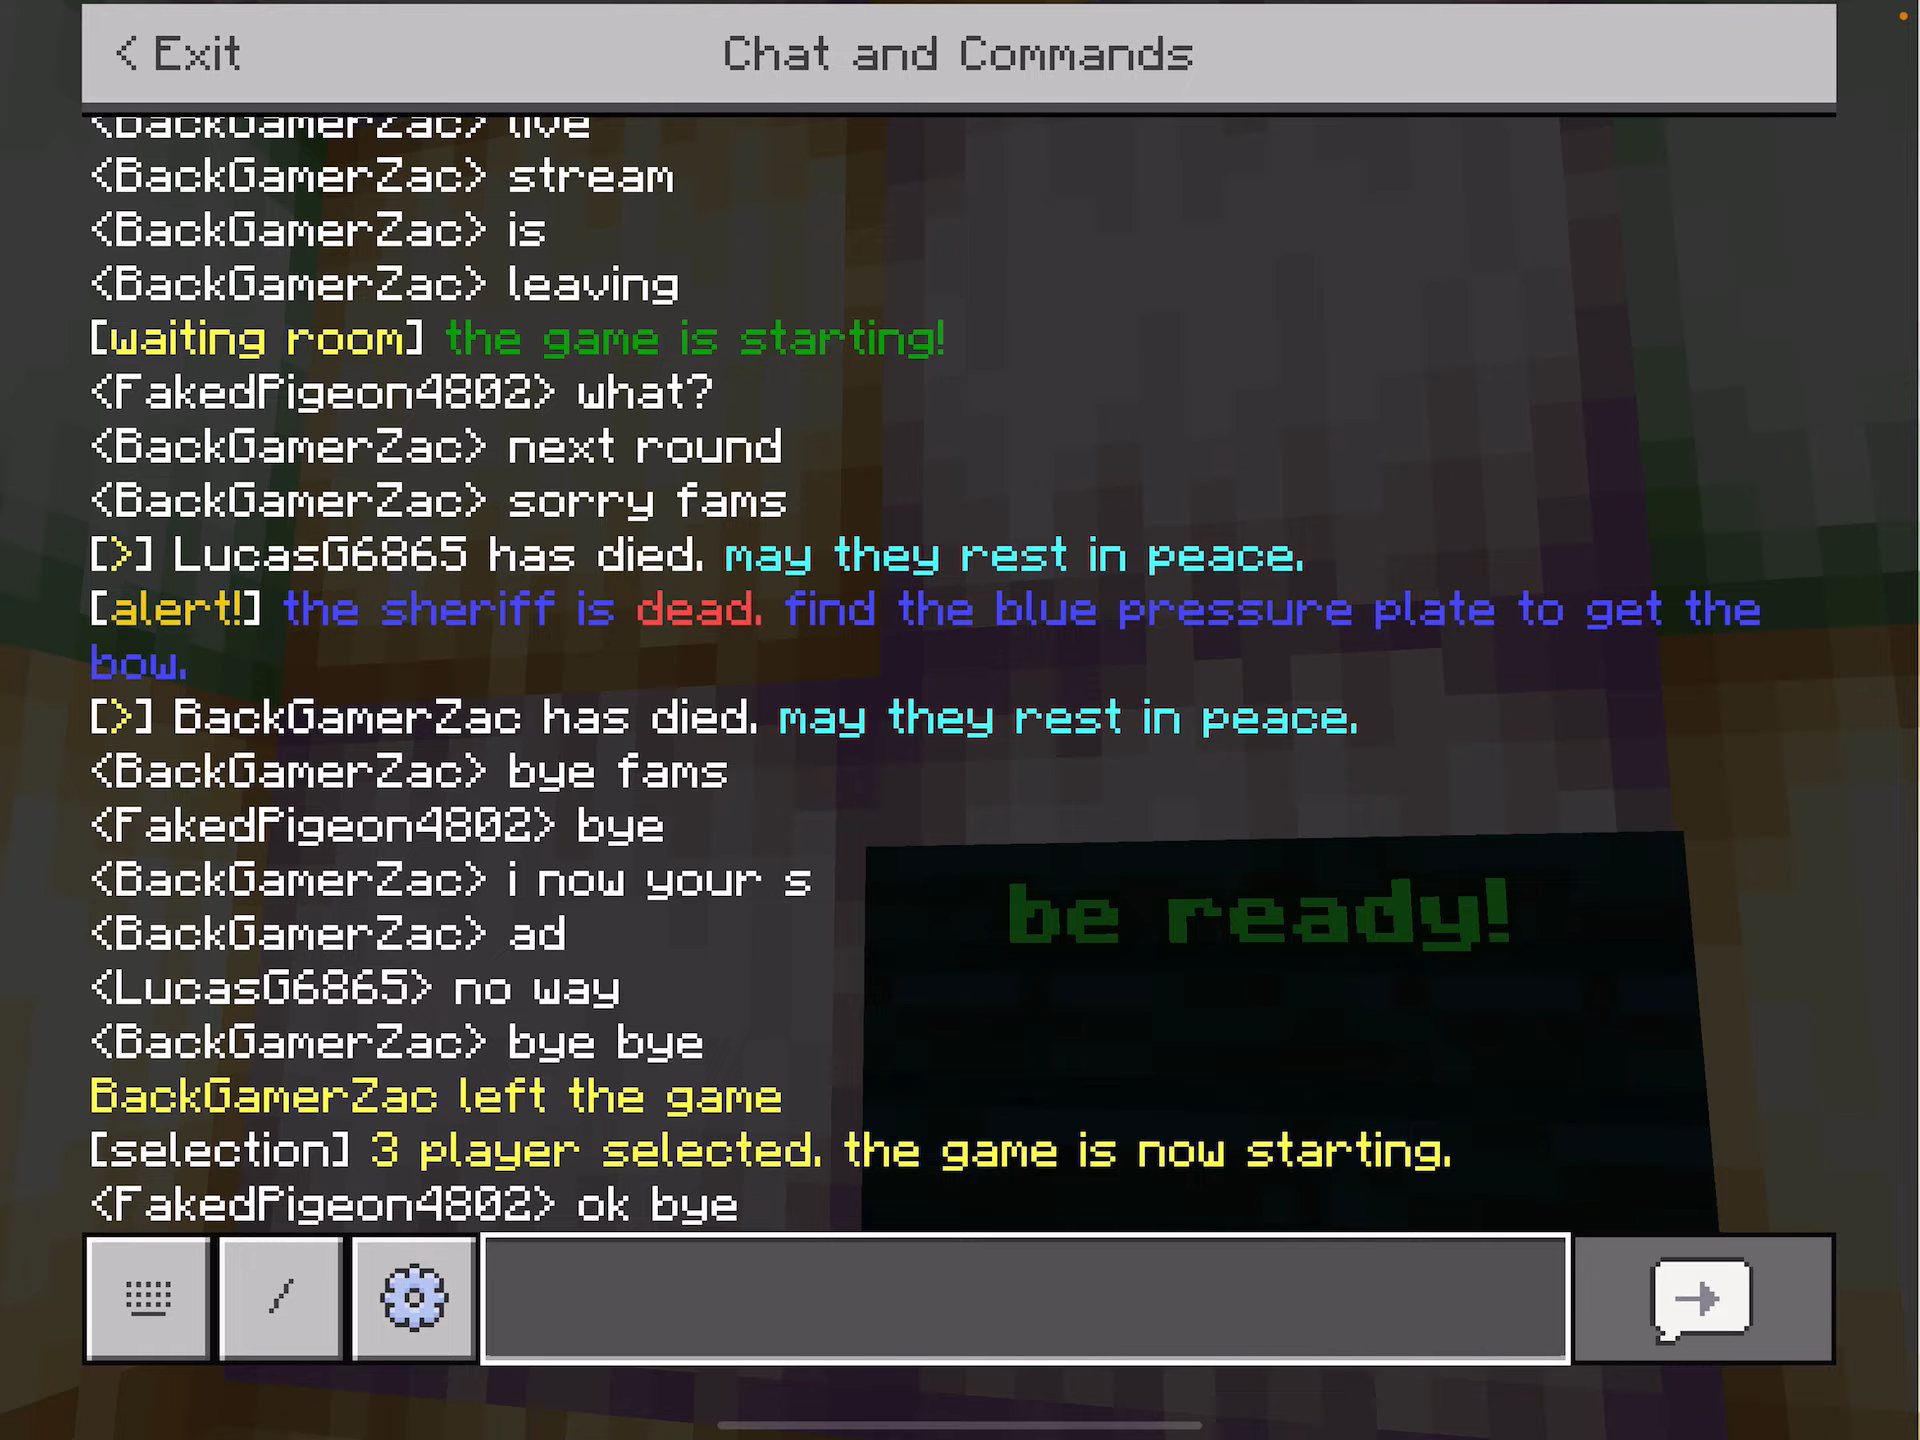 < Exit
Chat and Commands
<BackGamerZac> live
<BackGamerZac> stream
<BackGamerZac> is
<BackGamerZac> leaving
[waiting room] the game is starting!
<FakedPigeon4802> what?
<BackGamerZac> next round
<BackGamerZac> sorry fams
[>] LucasG6865 has died. may they rest in peace.
[alert!] the sheriff is dead. find the blue pressure plate to get the
bow.
[>] BackGamerZac has died. may they rest in peace.
<BackGamerZac> bye fams
<FakedPigeon4802> bye
<BackGamerZac> i now your s
<BackGamerZac> ad
<LucasG6865> no way
<BackGamerZac> bye bye
BackGamerZac left the game
[selection] 3 player selected. the game is now starting.
<FakedPigeon4802> ok bye
be ready!
/